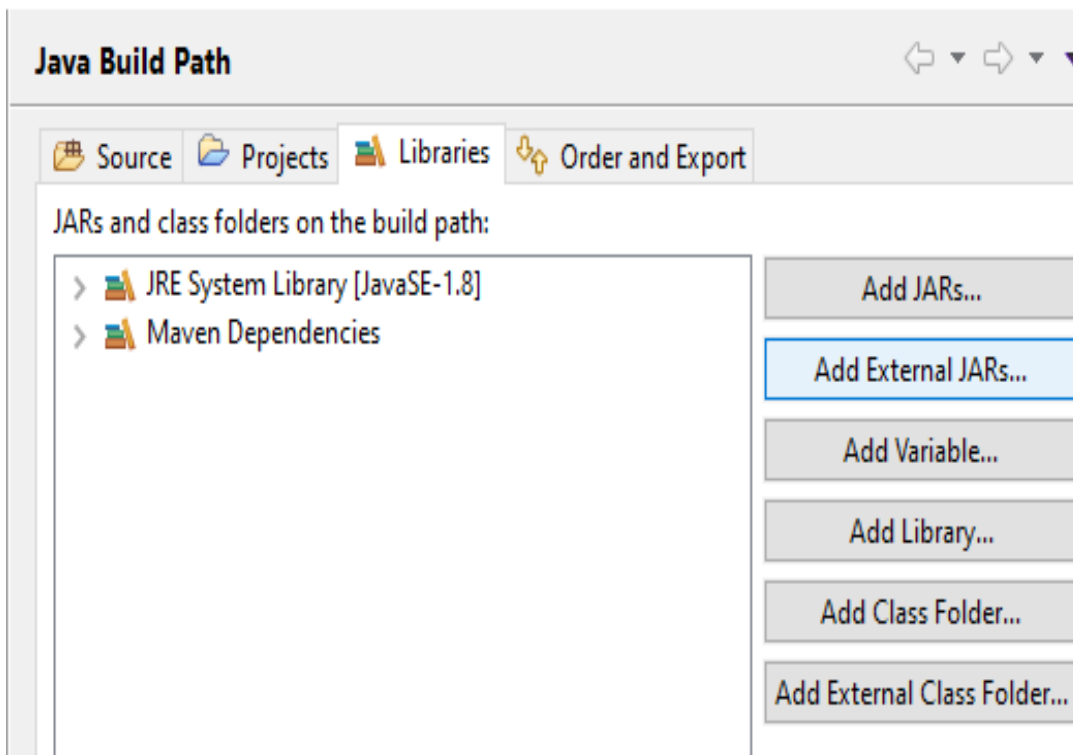 Java Build Path
Source Projects Libraries Order and Export
JARs and class folders on the build path:
JRE System Library [JavaSE-1.8]
Maven Dependencies
Add JARs...
Add External JARs...
Add Variable...
Add Library...
Add Class Folder...
Add External Class Folder...